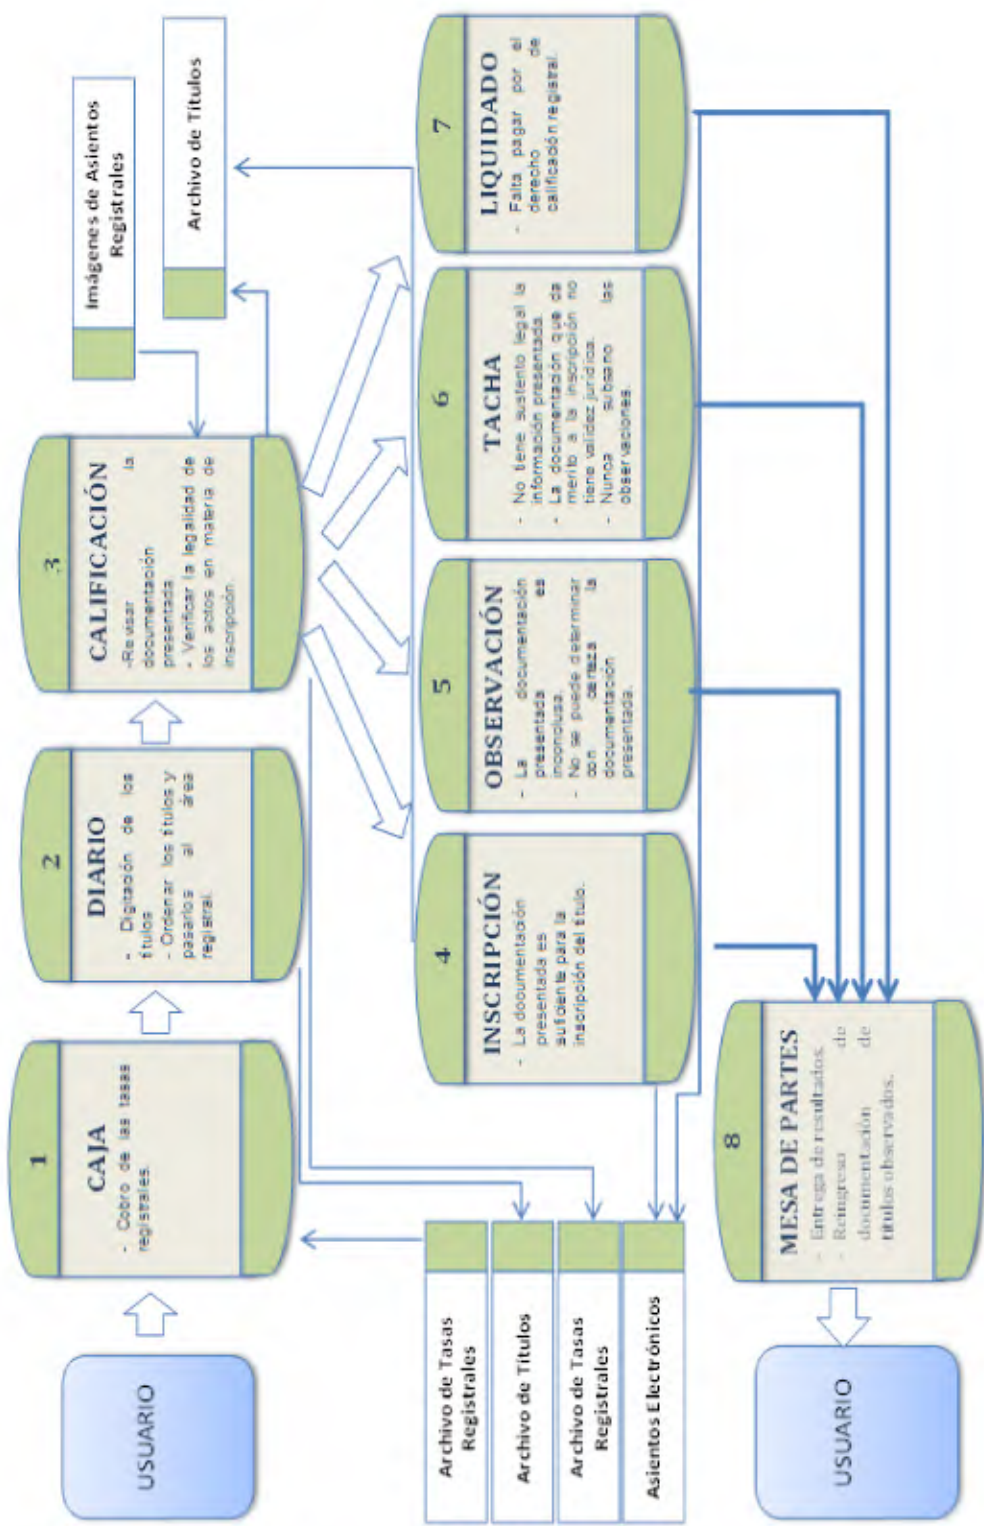 USUARIO
1
CAJA
- Cobro de las tasas
registrales.
2
DIARIO
- Digitación de los
títulos
- Ordenar los títulos y
pasarlos al área
registral.
3
CALIFICACIÓN
-Revisar la
documentación
presentada
- Verificar la legalidad de
los actos en materia de
inscripción.
Imágenes de Asientos
Registrales
Archivo de Títulos
Archivo de Tasas
Registrales
Archivo de Títulos
Archivo de Tasas
Registrales
Asientos Electrónicos
4
INSCRIPCIÓN
- La documentación
presentada es
suficiente para la
inscripción del título.
5
OBSERVACIÓN
- La documentación
presentada es
inconclusa.
- No se puede determinar
con certeza la
documentación
presentada.
6
TACHA
- No tiene sustento legal la
información presentada.
- La documentación que da
merito a la inscripción no
tiene validez jurídica.
- Nunca subsano las
observaciones
7
LIQUIDADO
- Falta pagar por el
derecho de
calificación registral.
8
MESA DE PARTES
- Entrega de resultados.
- Reingreso de
documentación de
títulos observados.
USUARIO